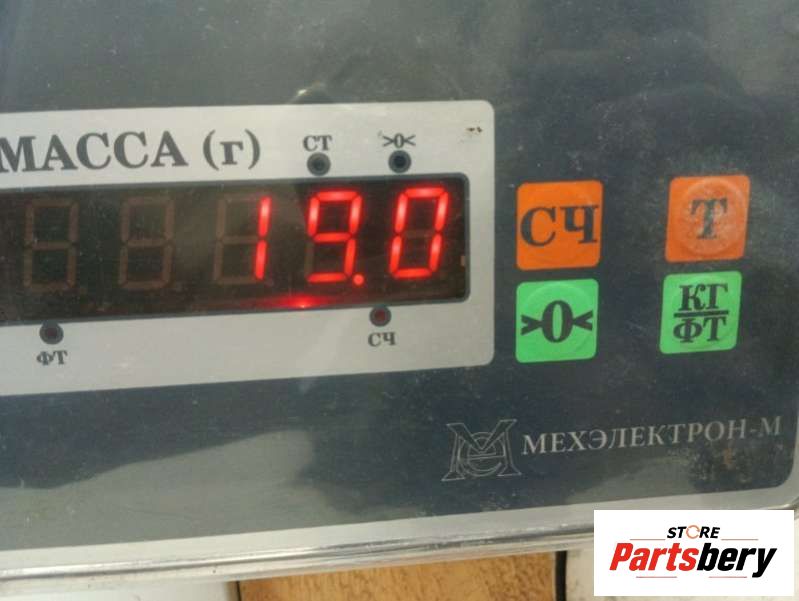 МАССА (г)
СТ
>0<
19.0
ФТ
СЧ
СЧ
Т
>0<
КГ
ФТ
МЕХЭЛЕКТРОН-М
STORE
Partsbery